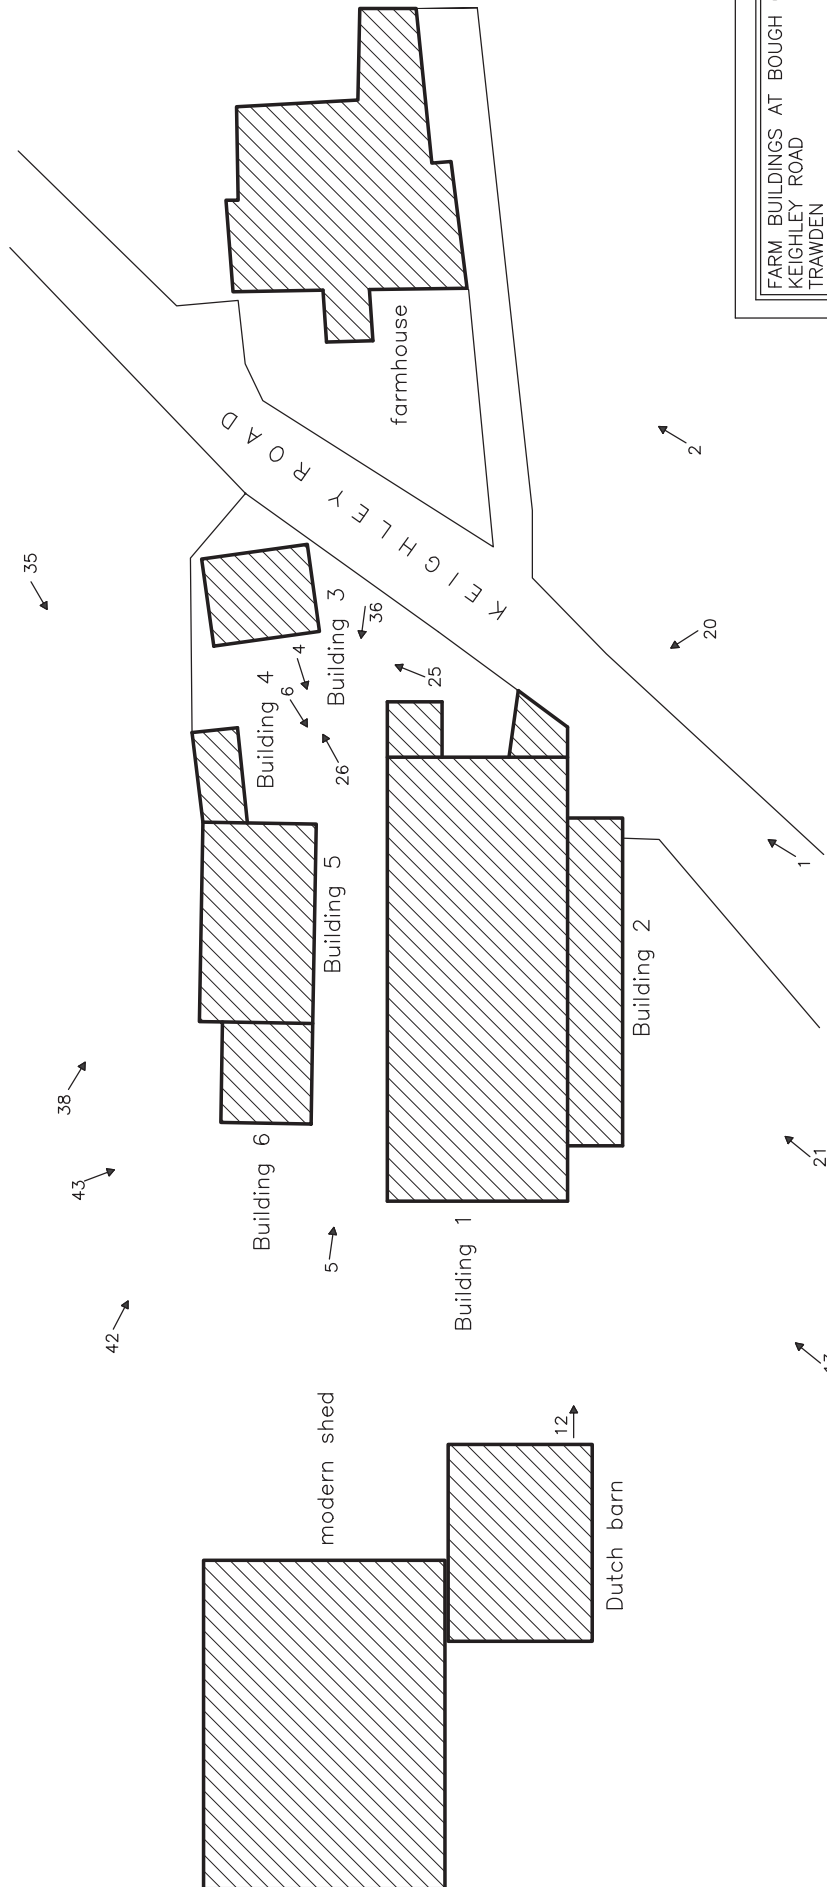 FARM BUILDINGS AT BOUGH
KEIGHLEY ROAD
TRAWDEN
farmhouse
KEIGHLEY ROAD
35
2
20
36
4
6
25
26
Building 3
Building 4
Building 5
Building 2
1
38
43
Building 6
5
Building 1
21
42
12
modern shed
Dutch barn